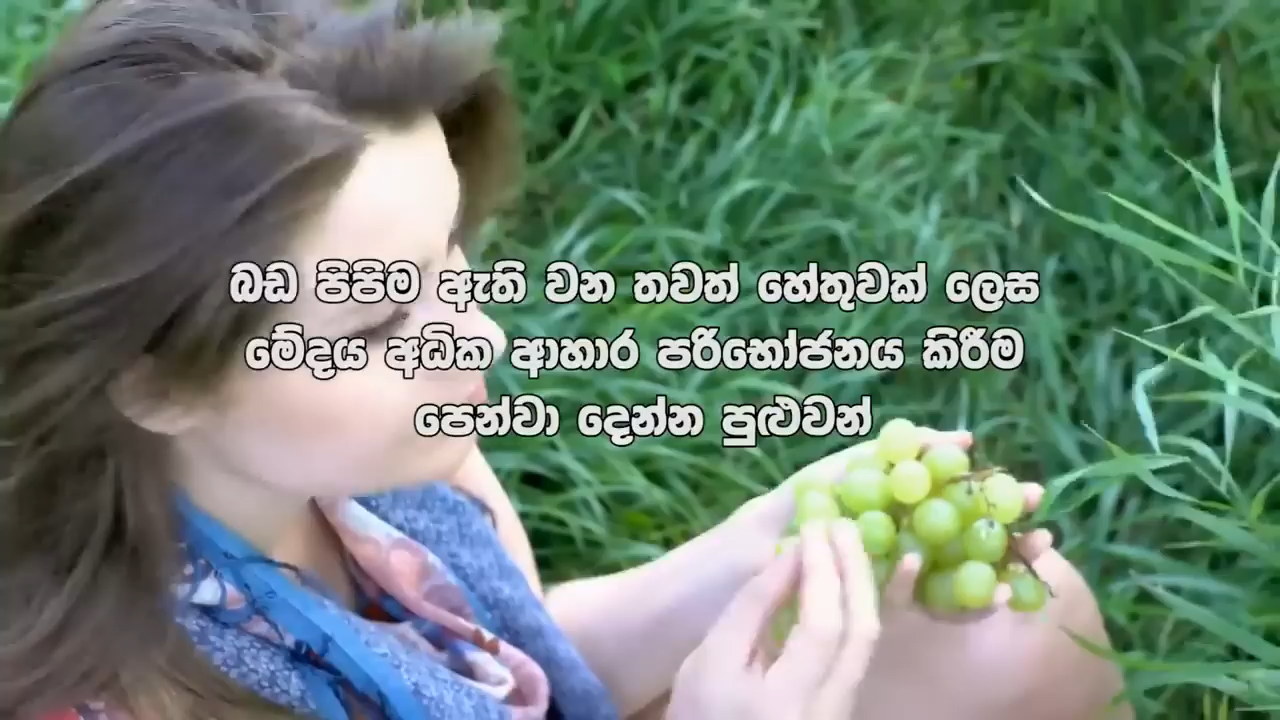 බඩ පිපිම ඇති වන තවත් හේතුවක් ලෙස
මේදය අධික ආහාර පරිභෝජනය කිරීම
පෙන්වා දෙන්න පුළුවන්